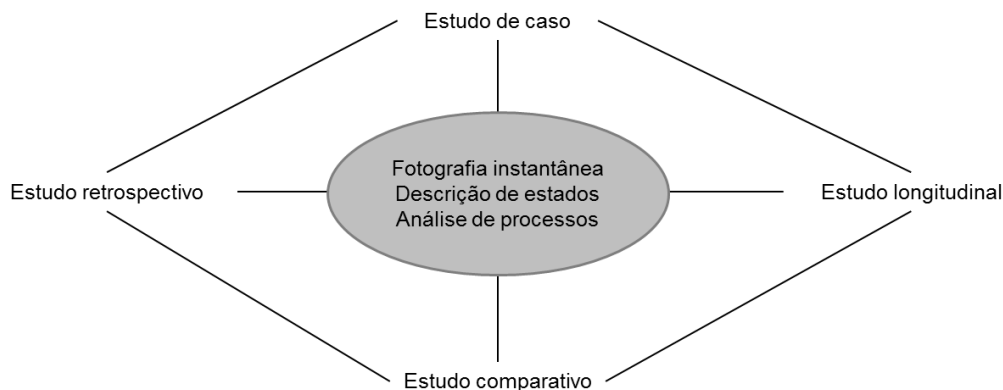 Estudo de caso
Fotografia instantânea
Descrição de estados
Análise de processos
Estudo retrospectivo
Estudo longitudinal
Estudo comparativo